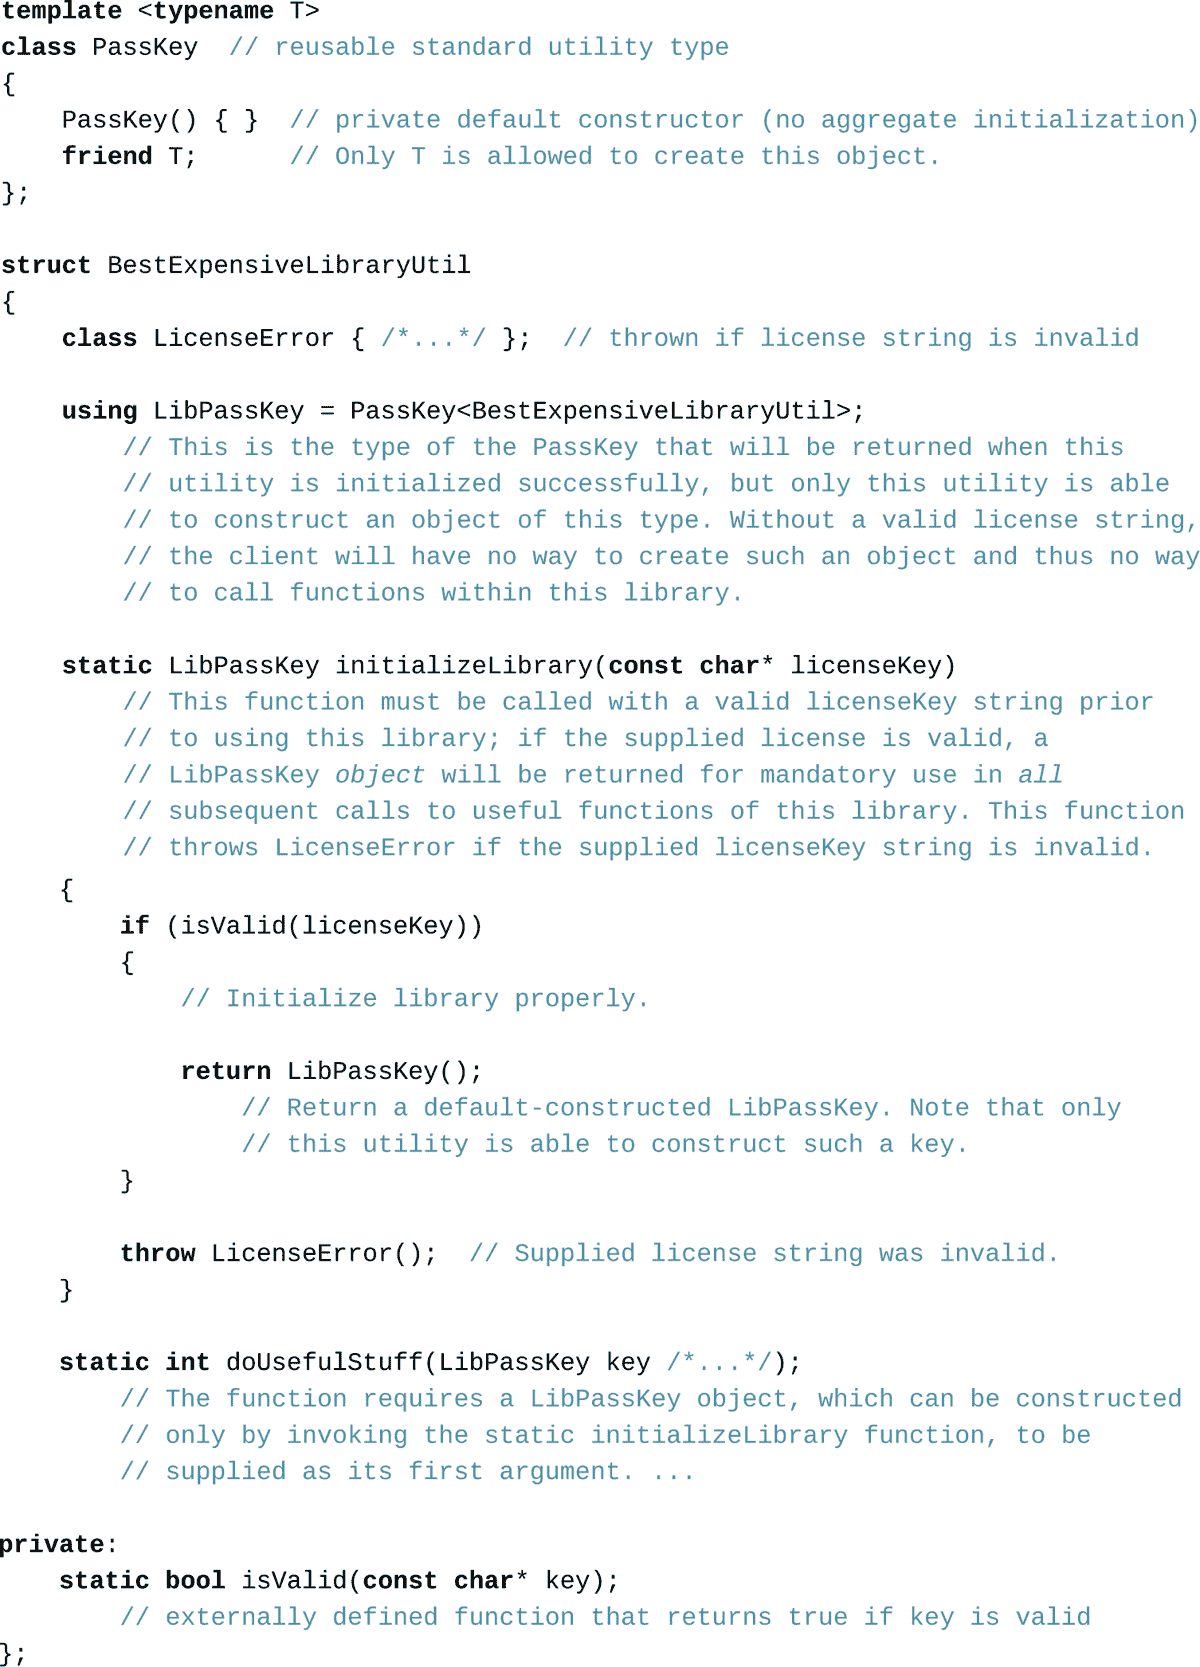 template <typename T>
class PassKey  // reusable standard utility type
{
    PassKey() { }  // private default constructor (no aggregate initialization)
    friend T;      // Only T is allowed to create this object.
};

struct BestExpensiveLibraryUtil
{
    class LicenseError { /*...*/ };  // thrown if license string is invalid

    using LibPassKey = PassKey<BestExpensiveLibraryUtil>;
        // This is the type of the PassKey that will be returned when this
        // utility is initialized successfully, but only this utility is able
        // to construct an object of this type. Without a valid license string,
        // the client will have no way to create such an object and thus no way
        // to call functions within this library.

    static LibPassKey initializeLibrary(const char* licenseKey)
        // This function must be called with a valid licenseKey string prior
        // to using this library; if the supplied license is valid, a
        // LibPassKey object will be returned for mandatory use in all
        // subsequent calls to useful functions of this library. This function
        // throws LicenseError if the supplied licenseKey string is invalid.
    {
        if (isValid(licenseKey))
        {
            // Initialize library properly.

            return LibPassKey();
                // Return a default-constructed LibPassKey. Note that only
                // this utility is able to construct such a key.
        }

        throw LicenseError();  // Supplied license string was invalid.
    }

    static int doUsefulStuff(LibPassKey key /*...*/);
        // The function requires a LibPassKey object, which can be constructed
        // only by invoking the static initializeLibrary function, to be
        // supplied as its first argument. ...

private:
    static bool isValid(const char* key);
        // externally defined function that returns true if key is valid
};